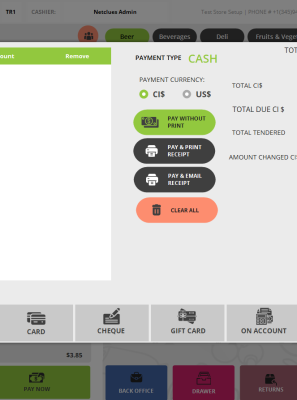 TR1 CASHIER: Netclues Admin Test Store Setup | PHONE #
Beer Beverages Deli Fruits & Vege
ount Remove
TOT
PAYMENT TYPE CASH
PAYMENT CURRENCY:
CI$ US$
TOTAL CI$
PAY WITHOUT
PRINT
TOTAL DUE CI $
TOTAL TENDERED
PAY & PRINT
RECEIPT
AMOUNT CHANGED CI
PAY & EMAIL
RECEIPT
CLEAR ALL
CARD CHEQUE GIFT CARD ON ACCOUNT
$3.85
PAY NOW BACK OFFICE DRAWER RETURNS